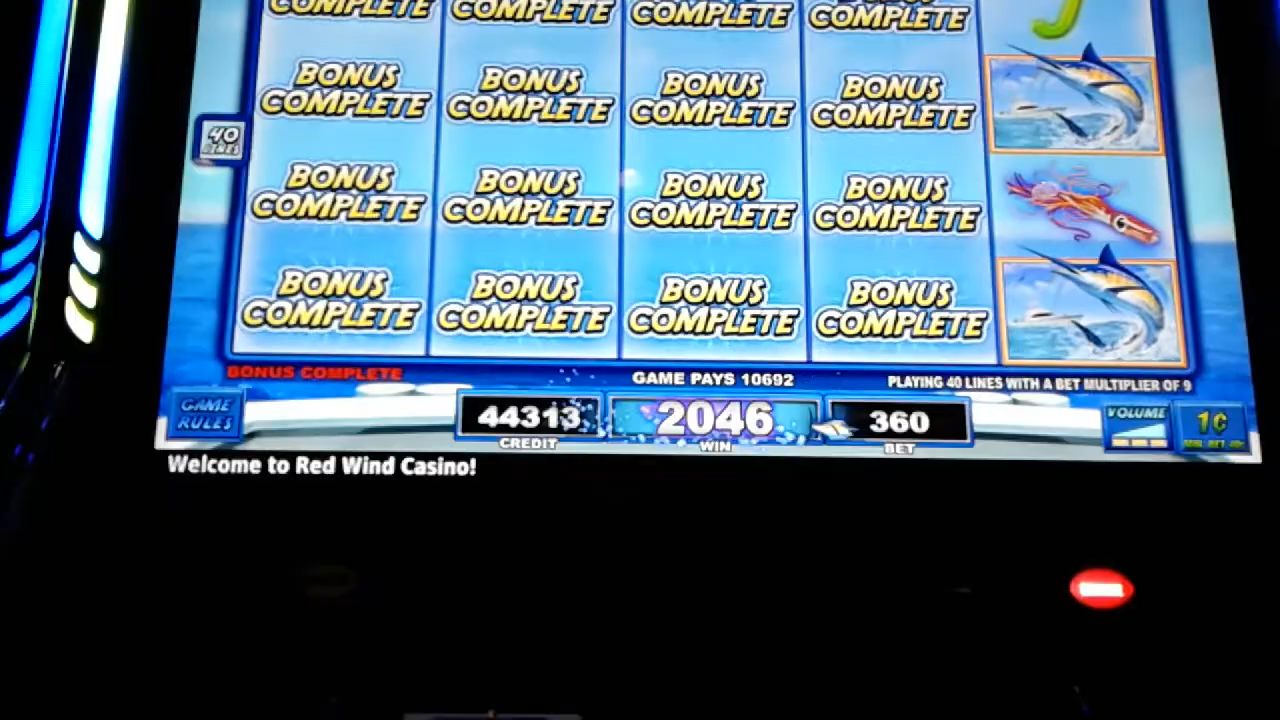 COMPLETE COMPLETE COMPLETE COMPLETE
BONUS BONUS BONUS BONUS
COMPLETE COMPLETE COMPLETE COMPLETE
40
LINES
BONUS BONUS BONUS BONUS
COMPLETE COMPLETE COMPLETE COMPLETE
BONUS BONUS BONUS BONUS
COMPLETE COMPLETE COMPLETE COMPLETE
BONUS COMPLETE GAME PAYS 10692 PLAYING 40 LINES WITH A BET MULTIPLIER OF 9
GAME
RULES
44313 2046 360
CREDIT WIN BET
VOLUME
1¢
Welcome to Red Wind Casino!